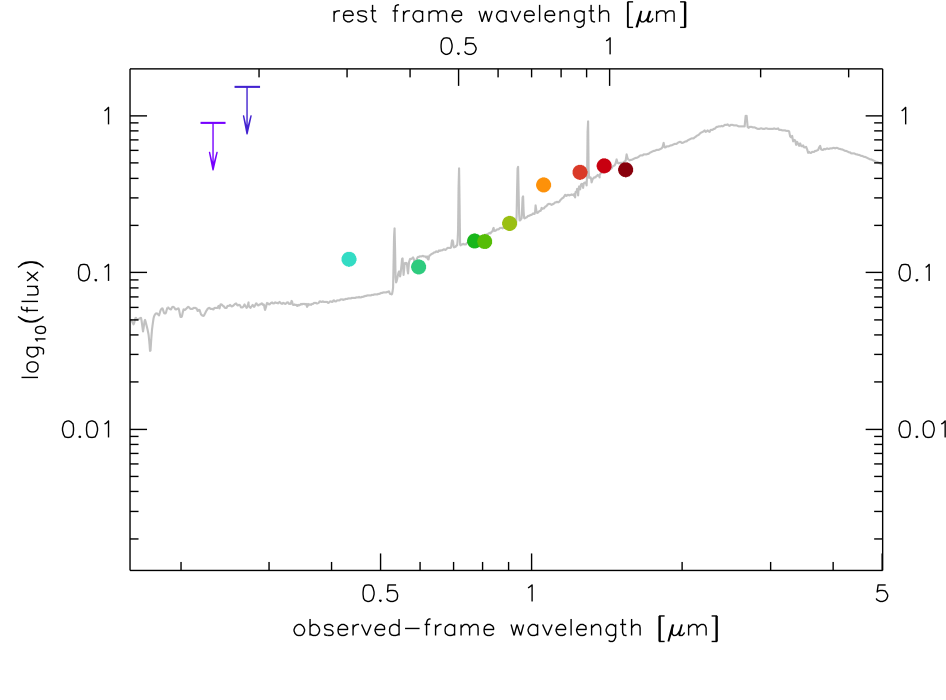 rest frame wavelength [μm]
0.5 1
1 1
0.1 0.1
log10(flux)
0.01 0.01
0.5 1 5
observed-frame wavelength [μm]